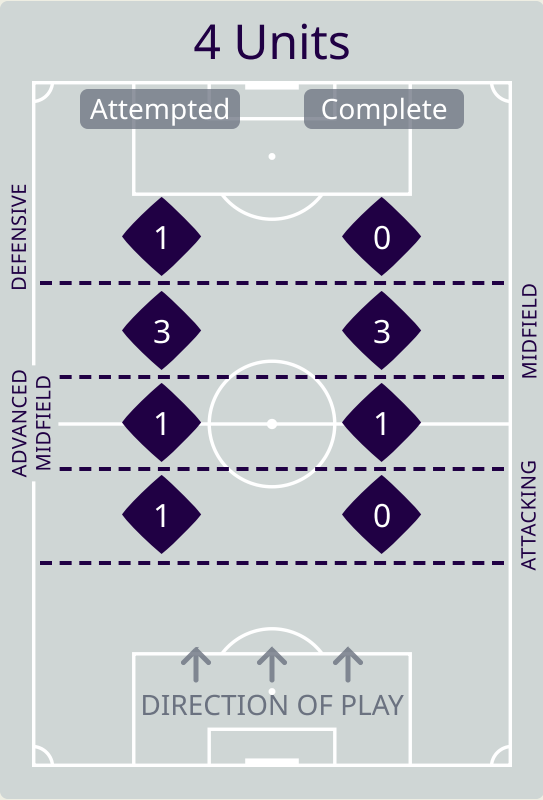 4 Units
Attempted Complete
DEFENSIVE
1 0
MIDFIELD
3 3
ADVANCED
MIDFIELD
1 1
ATTACKING
1 0
DIRECTION OF PLAY